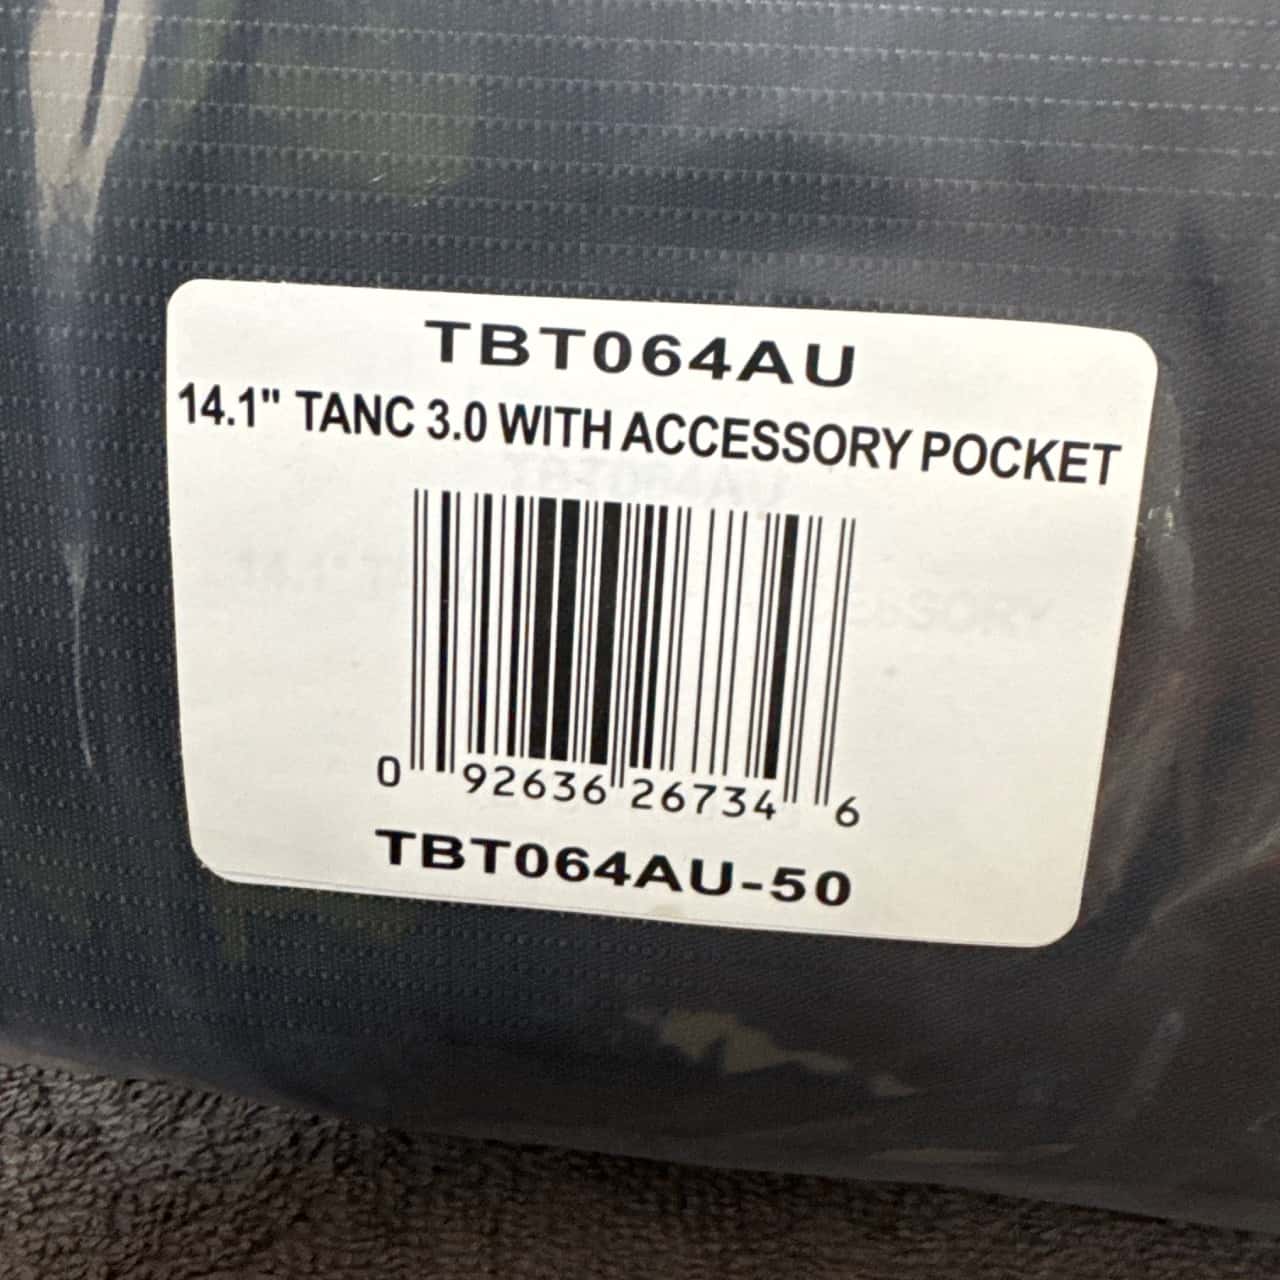 TBT064AU
14.1" TANC 3.0 WITH ACCESSORY POCKET
0 92636 26734 6
TBT064AU-50